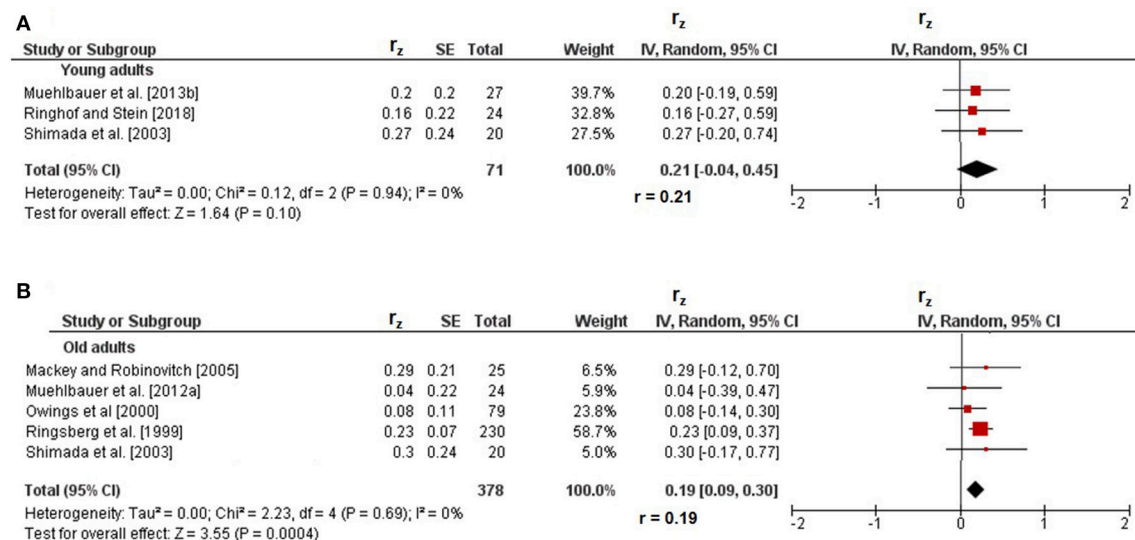 A
r_z r_z
Study or Subgroup r_z SE Total Weight IV, Random, 95% CI IV, Random, 95% CI
Young adults
Muehlbauer et al. [2013b] 0.2 0.2 27 39.7% 0.20 [-0.19, 0.59]
Ringhof and Stein [2018] 0.16 0.22 24 32.8% 0.16 [-0.27, 0.59]
Shimada et al. [2003] 0.27 0.24 20 27.5% 0.27 [-0.20, 0.74]
Total (95% CI) 71 100.0% 0.21 [-0.04, 0.45]
Heterogeneity: Tau² = 0.00; Chi² = 0.12, df = 2 (P = 0.94); I² = 0% r = 0.21
Test for overall effect: Z = 1.64 (P = 0.10)
-2 -1 0 1 2
B
r_z r_z
Study or Subgroup r_z SE Total Weight IV, Random, 95% CI IV, Random, 95% CI
Old adults
Mackey and Robinovitch [2005] 0.29 0.21 25 6.5% 0.29 [-0.12, 0.70]
Muehlbauer et al. [2012a] 0.04 0.22 24 5.9% 0.04 [-0.39, 0.47]
Owings et al [2000] 0.08 0.11 79 23.8% 0.08 [-0.14, 0.30]
Ringsberg et al. [1999] 0.23 0.07 230 58.7% 0.23 [0.09, 0.37]
Shimada et al. [2003] 0.3 0.24 20 5.0% 0.30 [-0.17, 0.77]
Total (95% CI) 378 100.0% 0.19 [0.09, 0.30]
Heterogeneity: Tau² = 0.00; Chi² = 2.23, df = 4 (P = 0.69); I² = 0% r = 0.19
Test for overall effect: Z = 3.55 (P = 0.0004)
-2 -1 0 1 2